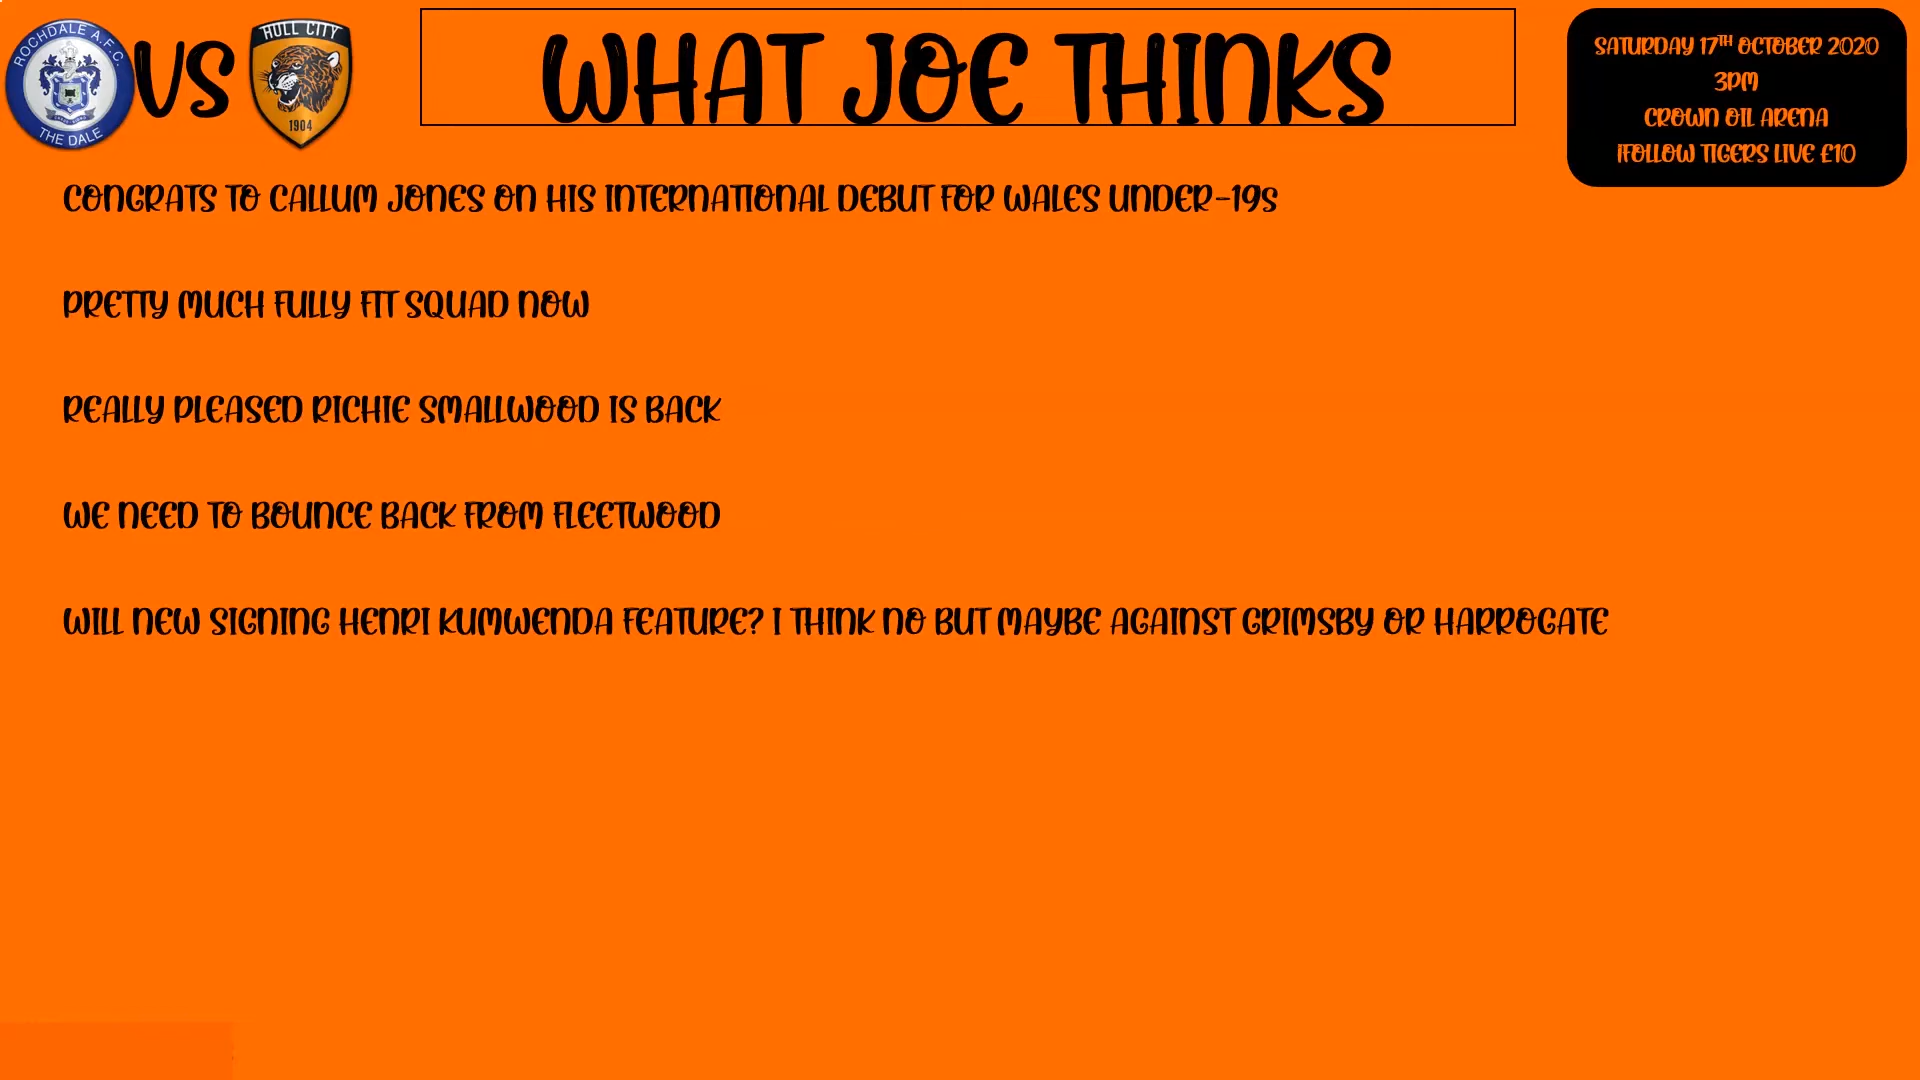 ROCHDALE A.F.C.
THE DALE
VS
HULL CITY
1904
WHAT JOE THINKS
SATURDAY 17TH OCTOBER 2020
3PM
CROWN OIL ARENA
IFOLLOW TIGERS LIVE £10
CONGRATS TO CALLUM JONES ON HIS INTERNATIONAL DEBUT FOR WALES UNDER-19S
PRETTY MUCH FULLY FIT SQUAD NOW
REALLY PLEASED RICHIE SMALLWOOD IS BACK
WE NEED TO BOUNCE BACK FROM FLEETWOOD
WILL NEW SIGNING HENRI KUMWENDA FEATURE? I THINK NO BUT MAYBE AGAINST GRIMSBY OR HARROGATE